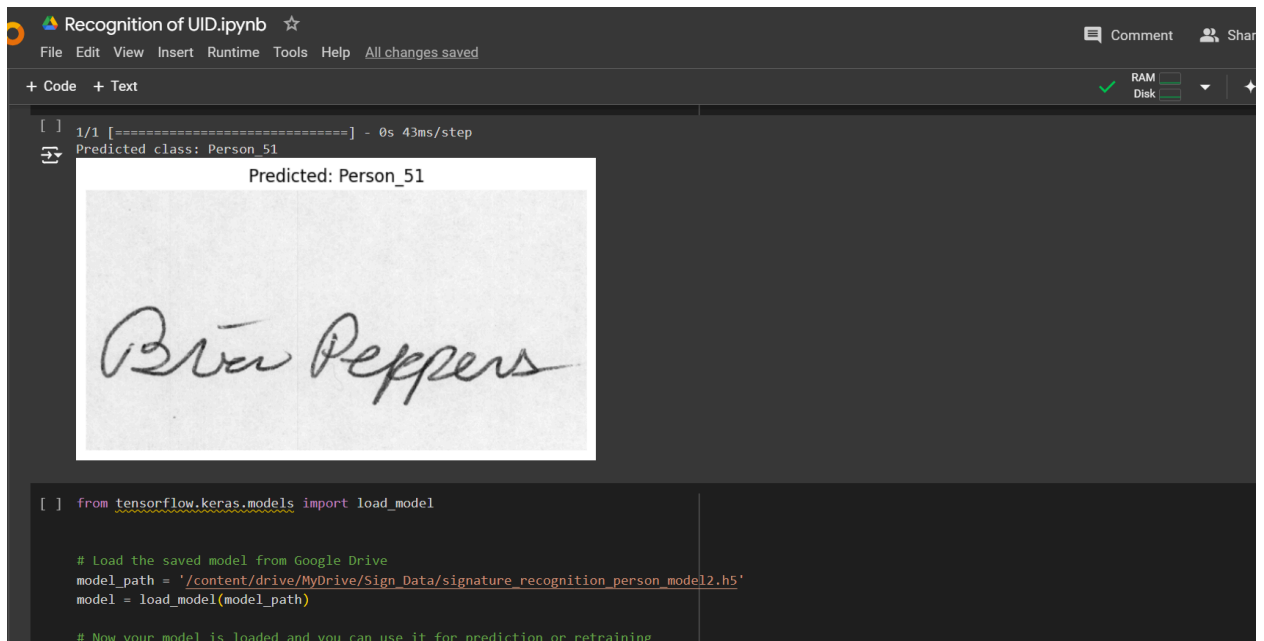 Recognition of UID.ipynb
File Edit View Insert Runtime Tools Help All changes saved
Comment
+ Code + Text
RAM
Disk
[ ] 1/1 [==============================] - 0s 43ms/step
Predicted class: Person_51
Predicted: Person_51
Brian Peppers
[ ] from tensorflow.keras.models import load_model
# Load the saved model from Google Drive
model_path = '/content/drive/MyDrive/Sign_Data/signature_recognition_person_model2.h5'
model = load_model(model_path)
# Now your model is loaded and you can use it for prediction or retraining